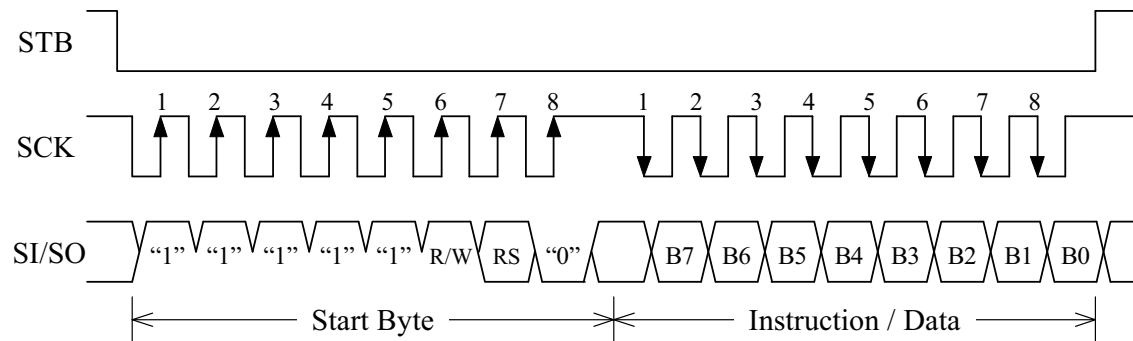 STB
1 2 3 4 5 6 7 8 1 2 3 4 5 6 7 8
SCK
SI/SO “1” “1” “1” “1” “1” R/W RS “0” B7 B6 B5 B4 B3 B2 B1 B0
Start Byte Instruction / Data